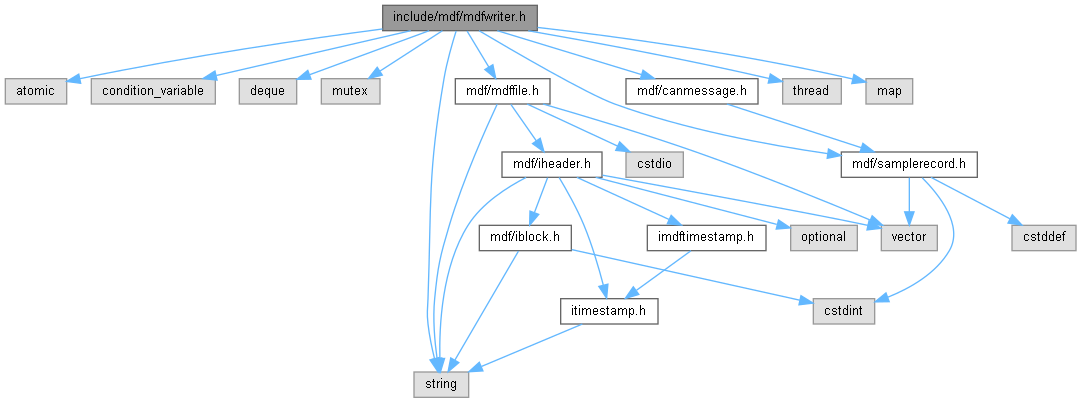 include/mdf/mdfwriter.h
atomic
condition_variable
deque
mutex
mdf/mdffile.h
mdf/canmessage.h
thread
map
mdf/iheader.h
cstdio
mdf/samplerecord.h
mdf/iblock.h
imdftimestamp.h
optional
vector
cstddef
itimestamp.h
cstdint
string